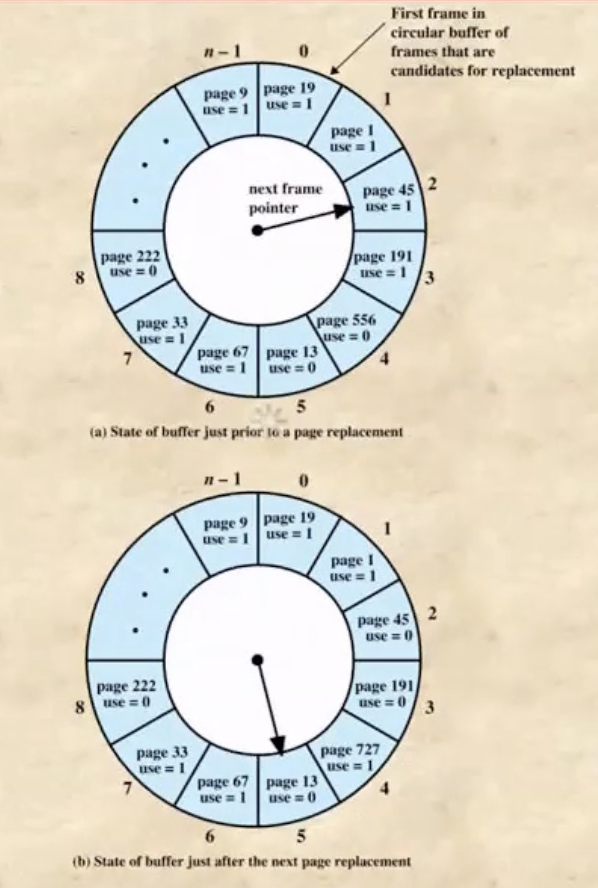 First frame in
circular buffer of
frames that are
candidates for replacement
n – 1
0
page 9
use = 1
page 19
use = 1
1
page 1
use = 1
2
page 45
use = 1
next frame
pointer
page 191
use = 1
3
page 556
use = 0
4
page 13
use = 0
5
page 67
use = 1
6
page 33
use = 1
7
page 222
use = 0
8
(a) State of buffer just prior to a page replacement
n – 1
0
page 9
use = 1
page 19
use = 1
1
page 1
use = 1
2
page 45
use = 0
page 191
use = 0
3
page 727
use = 1
4
page 13
use = 0
5
page 67
use = 1
6
page 33
use = 1
7
page 222
use = 0
8
(b) State of buffer just after the next page replacement